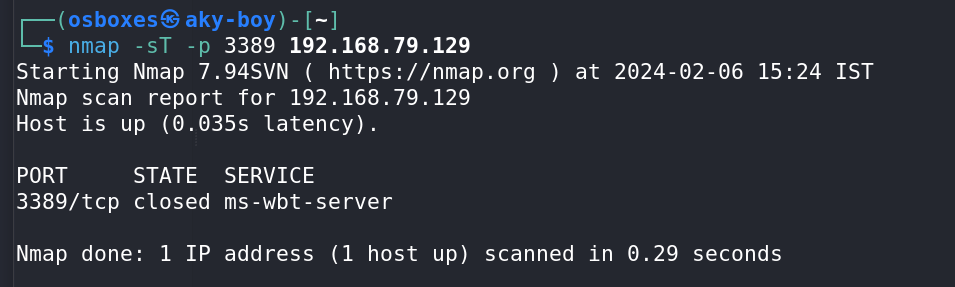 ┌──(osboxes㉿aky-boy)-[~]
└─$ nmap -sT -p 3389 192.168.79.129
Starting Nmap 7.94SVN ( https://nmap.org ) at 2024-02-06 15:24 IST
Nmap scan report for 192.168.79.129
Host is up (0.035s latency).
PORT     STATE  SERVICE
3389/tcp closed ms-wbt-server
Nmap done: 1 IP address (1 host up) scanned in 0.29 seconds